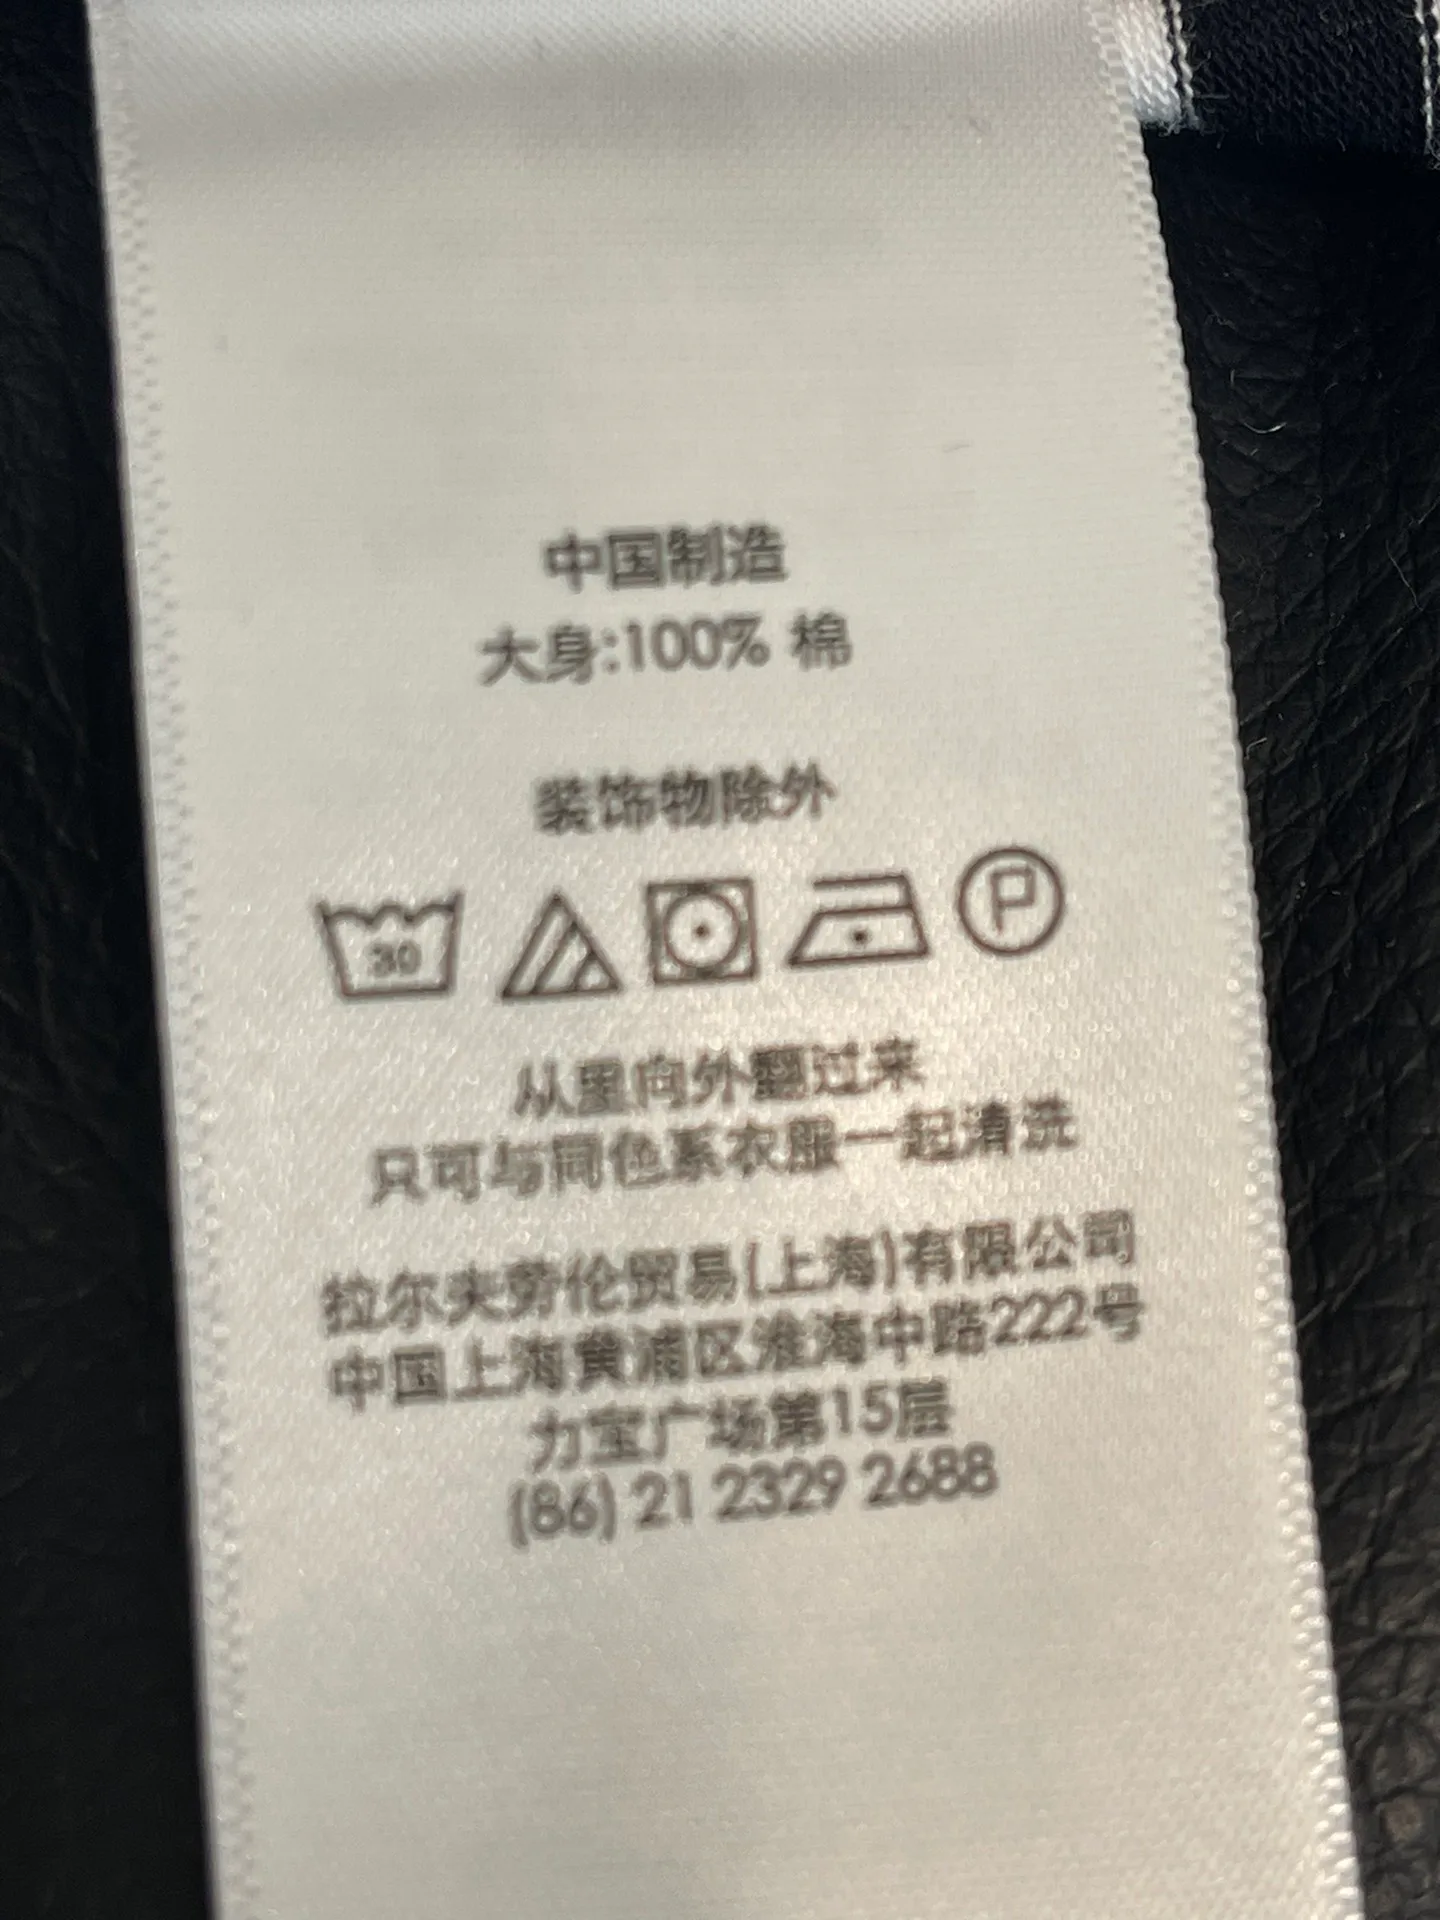 中国制造
大身:100% 棉
装饰物除外
30
P
从里向外翻过来
只可与同色系衣服一起清洗
拉尔夫劳伦贸易(上海)有限公司
中国上海黄浦区淮海中路222号
力宝广场第15层
(86) 21 2329 2688